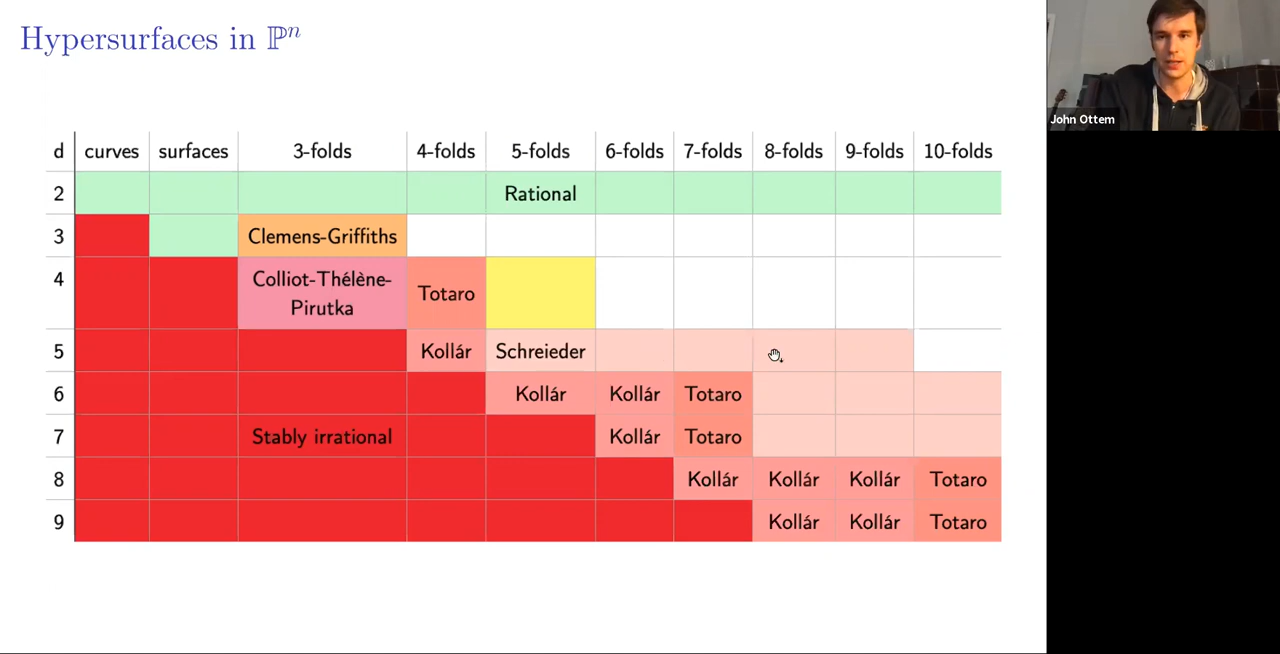 Hypersurfaces in ℙⁿ
John Ottem
d curves surfaces 3-folds 4-folds 5-folds 6-folds 7-folds 8-folds 9-folds 10-folds
2 Rational
3 Clemens-Griffiths
4 Colliot-Thélène-
Pirutka Totaro
5 Kollár Schreieder
6 Kollár Kollár Totaro
7 Stably irrational Kollár Totaro
8 Kollár Kollár Kollár Totaro
9 Kollár Kollár Totaro